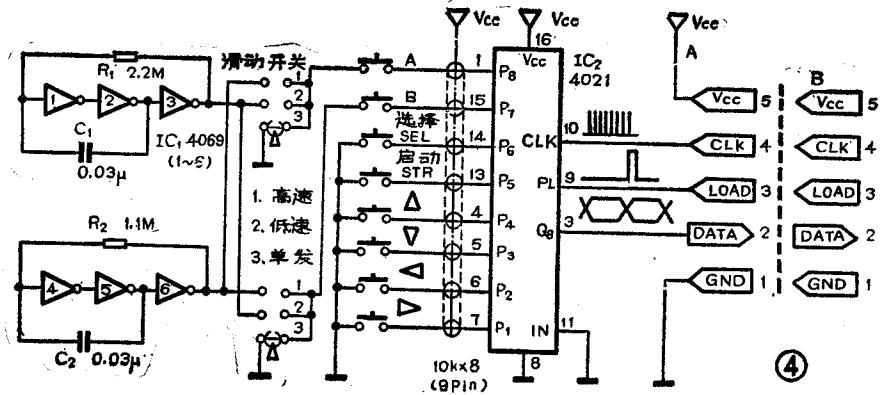 Vcc
Vcc
Vcc
16
R₁ 2.2M
滑动开关
A
1
P₈
Vcc
IC₂
4021
A
B
1
2
3
1
2
3
B
15
P₇
Vcc
5
Vcc
5
C₁
0.03μ
IC₁ 4069
(1~6)
选择
SEL
14
P₆
CLK
10
CLK
4
CLK
4
启动
STR
13
P₅
PL
9
LOAD
3
LOAD
3
1. 高速
2. 低速
3. 单发
4
P₄
Q₈
3
DATA
2
DATA
2
R₂ 1.1M
5
P₃
4
5
6
1
2
3
6
P₂
GND
1
GND
1
7
P₁
IN
11
C₂
0.03μ
8
10k×8
(9Pin)
④